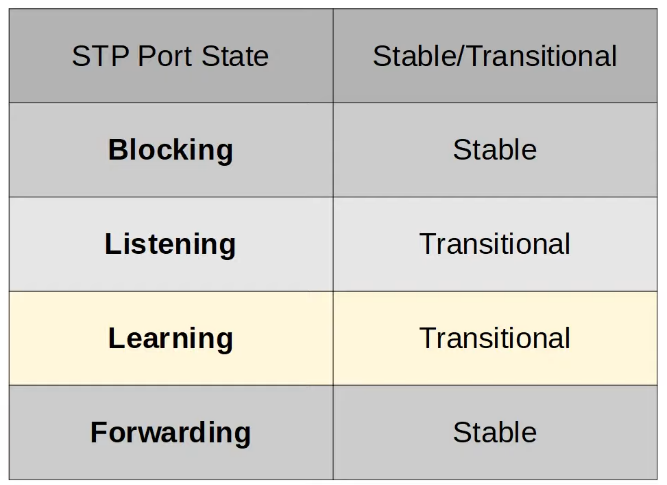 STP Port State Stable/Transitional
Blocking Stable
Listening Transitional
Learning Transitional
Forwarding Stable